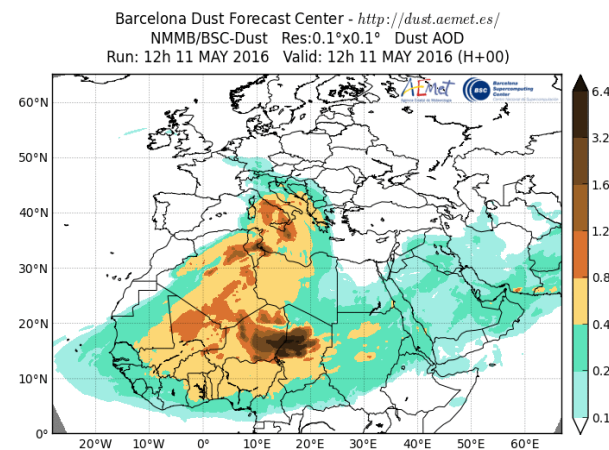 Barcelona Dust Forecast Center - http://dust.aemet.es/
NMMB/BSC-Dust Res:0.1°x0.1° Dust AOD
Run: 12h 11 MAY 2016 Valid: 12h 11 MAY 2016 (H+00)
AEMet
BSC
Barcelona
Supercomputing
Center
60°N
50°N
40°N
30°N
20°N
10°N
0°
20°W 10°W 0° 10°E 20°E 30°E 40°E 50°E 60°E
6.4
3.2
1.6
1.2
0.8
0.4
0.2
0.1